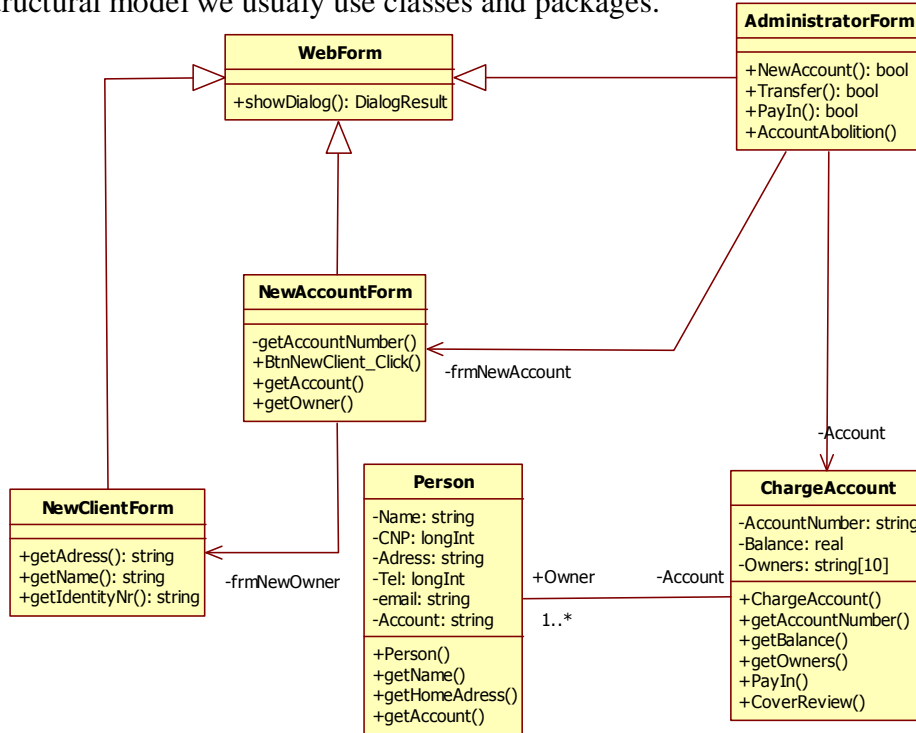 ructural model we usualy use classes and packages.
WebForm
+showDialog(): DialogResult
AdministratorForm
+NewAccount(): bool
+Transfer(): bool
+PayIn(): bool
+AccountAbolition()
NewAccountForm
-getAccountNumber()
+BtnNewClient_Click()
+getAccount()
+getOwner()
-frmNewAccount
-Account
NewClientForm
+getAdress(): string
+getName(): string
+getIdentityNr(): string
-frmNewOwner
Person
-Name: string
-CNP: longInt
-Adress: string
-Tel: longInt
-email: string
-Account: string
+Person()
+getName()
+getHomeAdress()
+getAccount()
+Owner
-Account
1..*
ChargeAccount
-AccountNumber: string
-Balance: real
-Owners: string[10]
+ChargeAccount()
+getAccountNumber()
+getBalance()
+getOwners()
+PayIn()
+CoverReview()